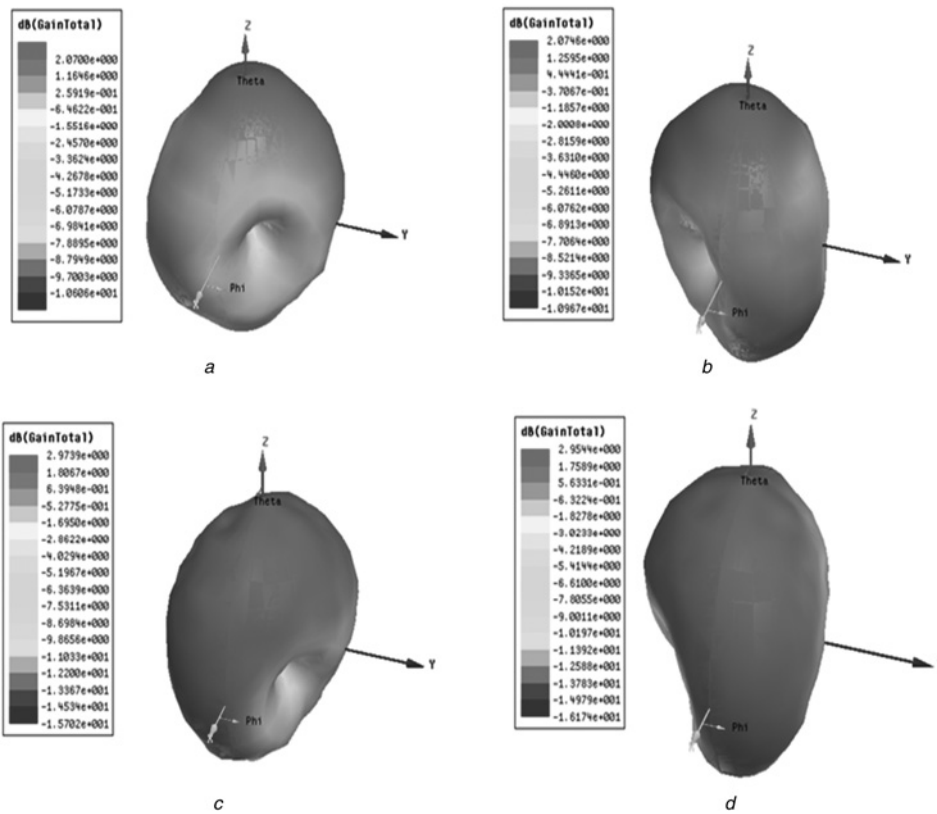 dB(GainTotal)
2.0700e+000
1.1646e+000
2.5919e-001
-6.4622e-001
-1.5516e+000
-2.4570e+000
-3.3624e+000
-4.2678e+000
-5.1733e+000
-6.0787e+000
-6.9841e+000
-7.8895e+000
-8.7949e+000
-9.7003e+000
-1.0606e+001
Z
Theta
Y
Phi
X
a
dB(GainTotal)
2.0746e+000
1.2595e+000
4.4441e-001
-3.7067e-001
-1.1857e+000
-2.0008e+000
-2.8159e+000
-3.6310e+000
-4.4460e+000
-5.2611e+000
-6.0762e+000
-6.8913e+000
-7.7064e+000
-8.5214e+000
-9.3365e+000
-1.0152e+001
-1.0967e+001
Z
Theta
Y
Phi
X
b
dB(GainTotal)
2.9739e+000
1.8067e+000
6.3948e-001
-5.2775e-001
-1.6950e+000
-2.8622e+000
-4.0294e+000
-5.1967e+000
-6.3639e+000
-7.5311e+000
-8.6984e+000
-9.8656e+000
-1.1033e+001
-1.2200e+001
-1.3367e+001
-1.4534e+001
-1.5702e+001
Z
Theta
Y
Phi
X
c
dB(GainTotal)
2.9544e+000
1.7589e+000
5.6331e-001
-6.3224e-001
-1.8278e+000
-3.0233e+000
-4.2189e+000
-5.4144e+000
-6.6100e+000
-7.8055e+000
-9.0011e+000
-1.0197e+001
-1.1392e+001
-1.2588e+001
-1.3783e+001
-1.4979e+001
-1.6174e+001
Z
Theta
Phi
X
d